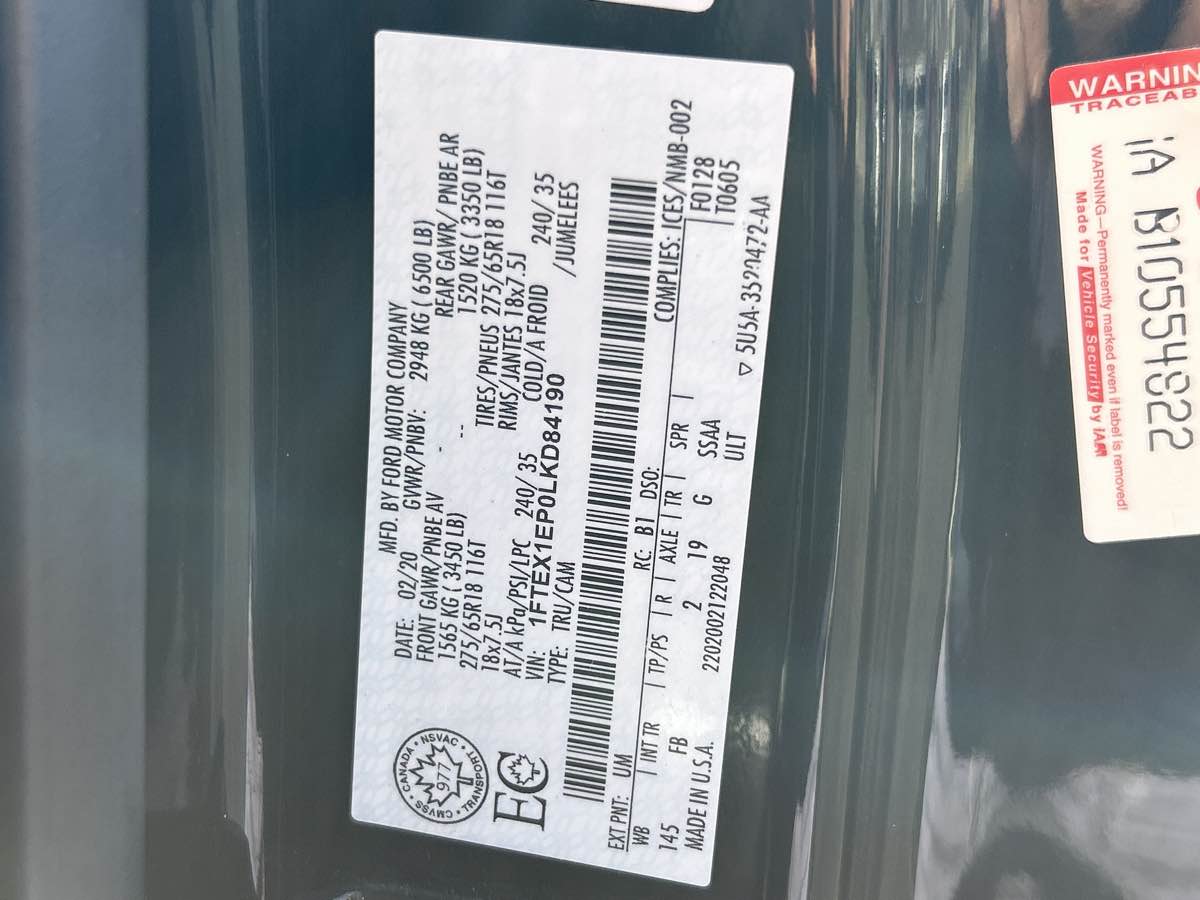 MFD. BY FORD MOTOR COMPANY
DATE: 02/20 GVWR/PNBV: 2948 KG ( 6500 LB)
FRONT GAWR/PNBE AV REAR GAWR/ PNBE AR
1565 KG ( 3450 LB) - -- 1520 KG ( 3350 LB)
275/65R18 116T TIRES/PNEUS 275/65R18 116T
18x7.5J RIMS/JANTES 18x7.5J
AT/A kPa/PSI/LPC 240/ 35 COLD/A FROID 240/ 35
VIN: 1FTEX1EP0LKD84190 /JUMELEES
TYPE: TRU/CAM
CANADA • NSVAC • TRANSPORT • CMVSS •
977
EC
EXT PNT: UM RC: B1 DSO: COMPLIES: ICES/NMB-002
WB | INT TR | TP/PS | R | AXLE | TR | SPR | F0128
145 FB 2 19 G SSAA T0605
MADE IN U.S.A. 220200212204B ULT
▽ 5U5A-3520472-AA
WARNIN
TRACEAB
iA B10554822
WARNING—Permanently marked even if label is removed!
Made for Vehicle Security by IAM